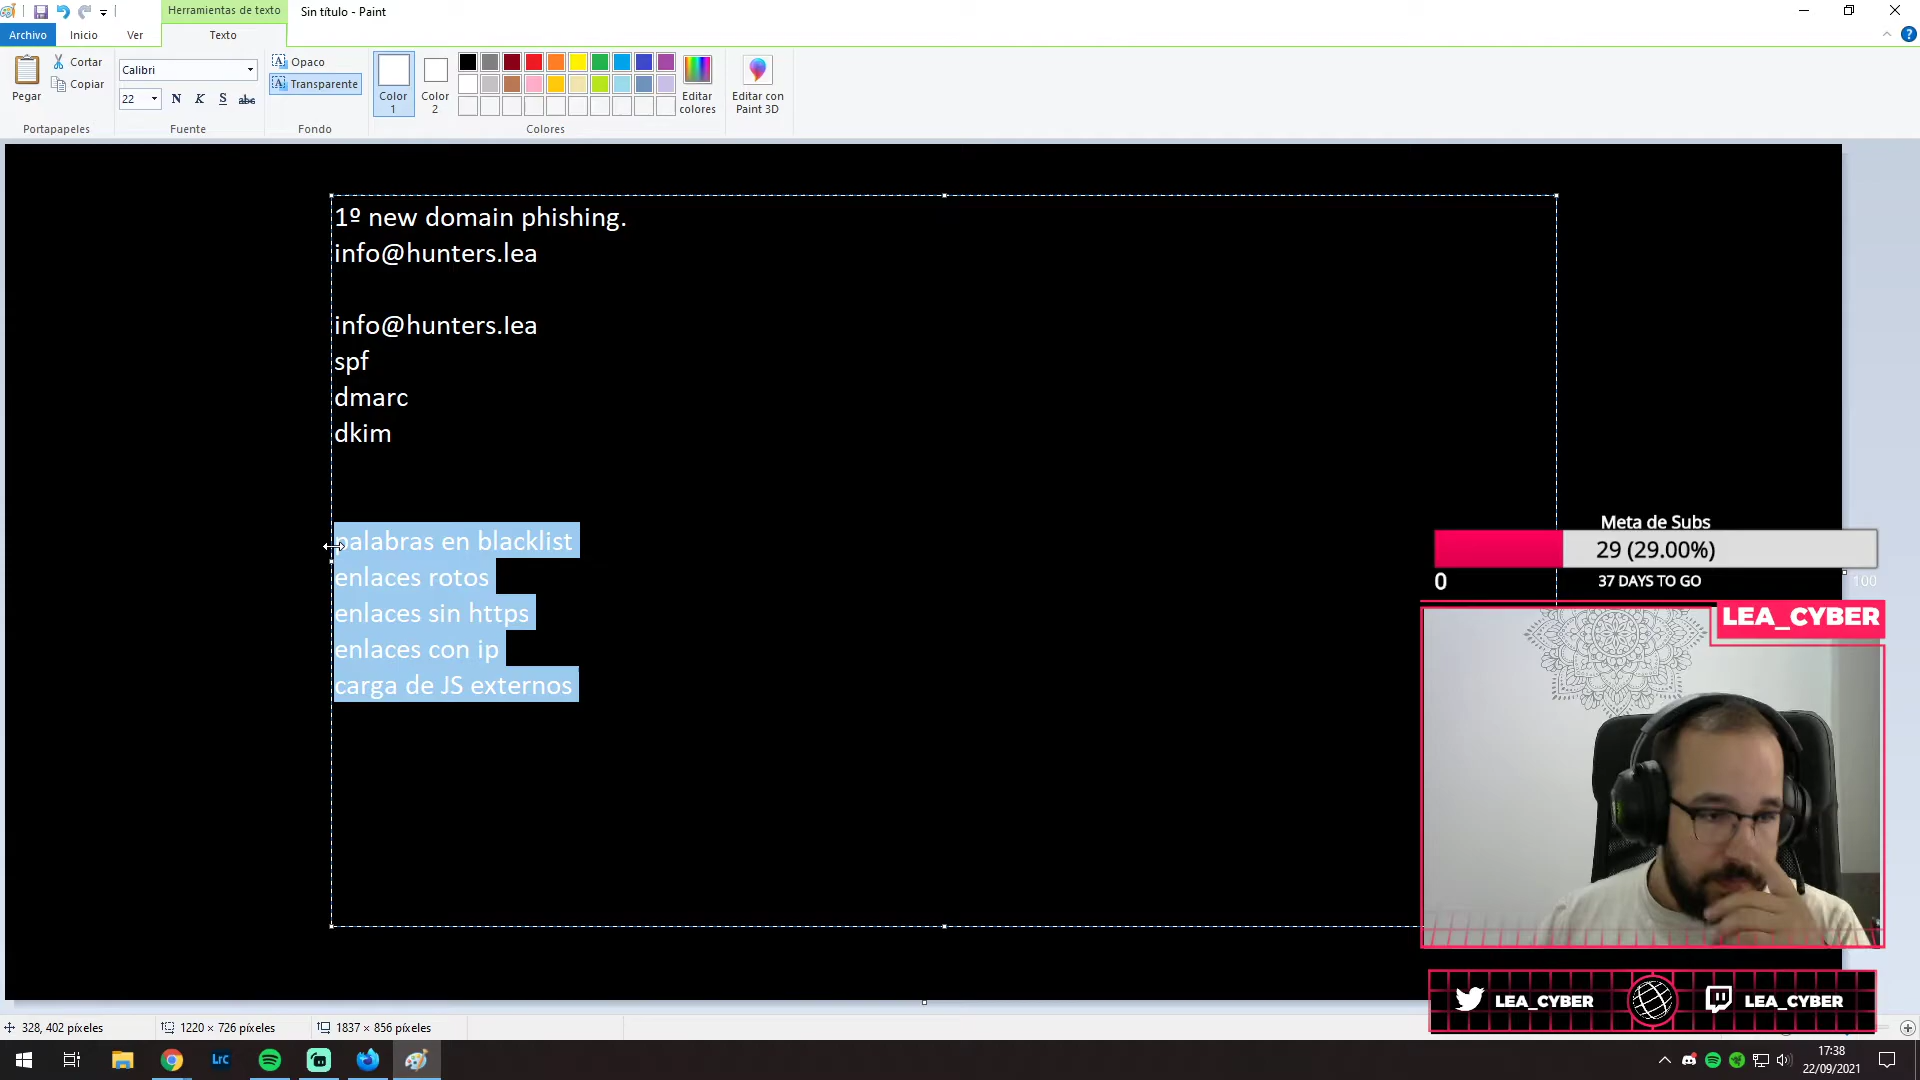 Herramientas de texto
Sin título - Paint
Archivo
Inicio
Ver
Texto
Pegar
Cortar
Copiar
Portapapeles
Calibri
22
N K S abc
Fuente
Opaco
Transparente
Fondo
Color 1
Color 2
Editar colores
Colores
Editar con Paint 3D
1º new domain phishing.
info@hunters.lea
info@hunters.Iea
spf
dmarc
dkim
palabras en blacklist
enlaces rotos
enlaces sin https
enlaces con ip
carga de JS externos
Meta de Subs
29 (29.00%)
0
37 DAYS TO GO
100
LEA_CYBER
LEA_CYBER
LEA_CYBER
328, 402 píxeles
1220 × 726 píxeles
1837 × 856 píxeles
Lrc
17:38
22/09/2021